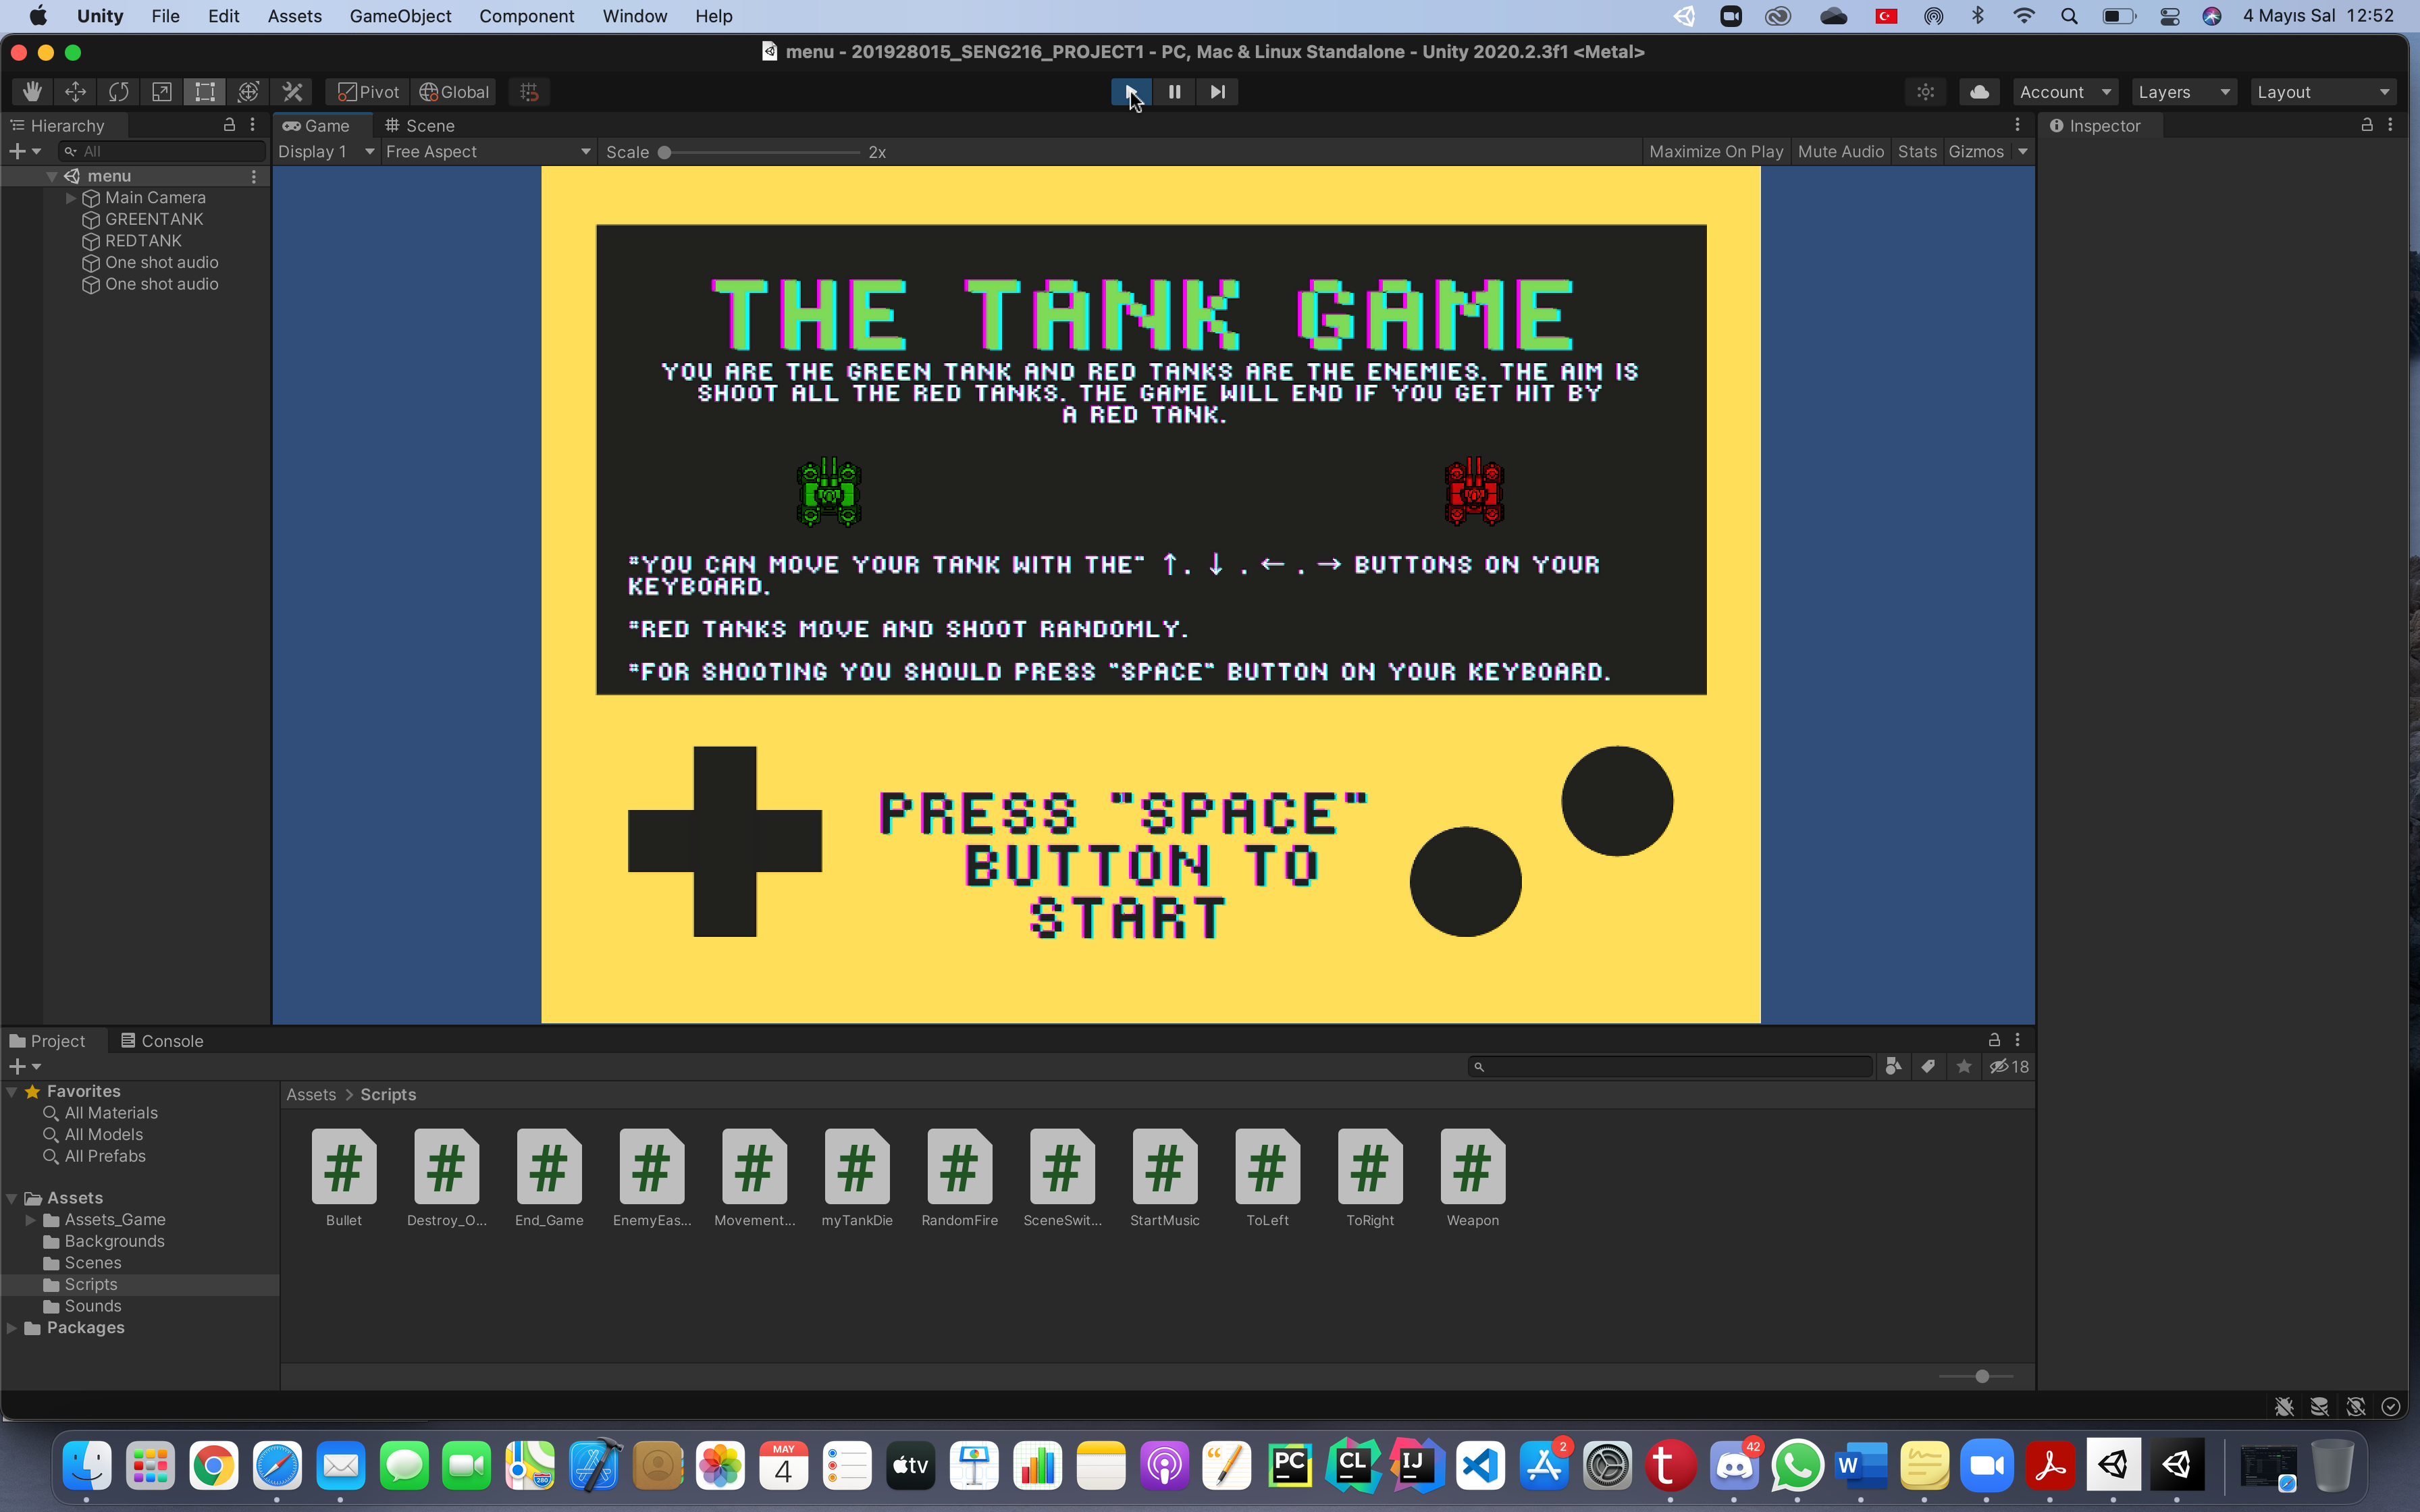 Unity File Edit Assets GameObject Component Window Help 4 Mayıs Sal 12:52
menu - 201928015_SENG216_PROJECT1 - PC, Mac & Linux Standalone - Unity 2020.2.3f1 <Metal>
Pivot Global Account Layers Layout
Hierarchy Game Scene Inspector
All Display 1 Free Aspect Scale 2x Maximize On Play Mute Audio Stats Gizmos
menu
Main Camera
GREENTANK
REDTANK
One shot audio
One shot audio
THE TANK GAME
YOU ARE THE GREEN TANK AND RED TANKS ARE THE ENEMIES. THE AIM IS
SHOOT ALL THE RED TANKS. THE GAME WILL END IF YOU GET HIT BY
A RED TANK.
"YOU CAN MOVE YOUR TANK WITH THE" ↑. ↓ . ← . → BUTTONS ON YOUR
KEYBOARD.
*RED TANKS MOVE AND SHOOT RANDOMLY.
*FOR SHOOTING YOU SHOULD PRESS "SPACE" BUTTON ON YOUR KEYBOARD.
PRESS "SPACE"
BUTTON TO
START
Project Console
18
Favorites
All Materials
All Models
All Prefabs
Assets
Assets_Game
Backgrounds
Scenes
Scripts
Sounds
Packages
Assets > Scripts
Bullet Destroy_O... End_Game EnemyEas... Movement... myTankDie RandomFire SceneSwit... StartMusic ToLeft ToRight Weapon
280 MAY 4 tv PC CL IJ 2 t 42 W